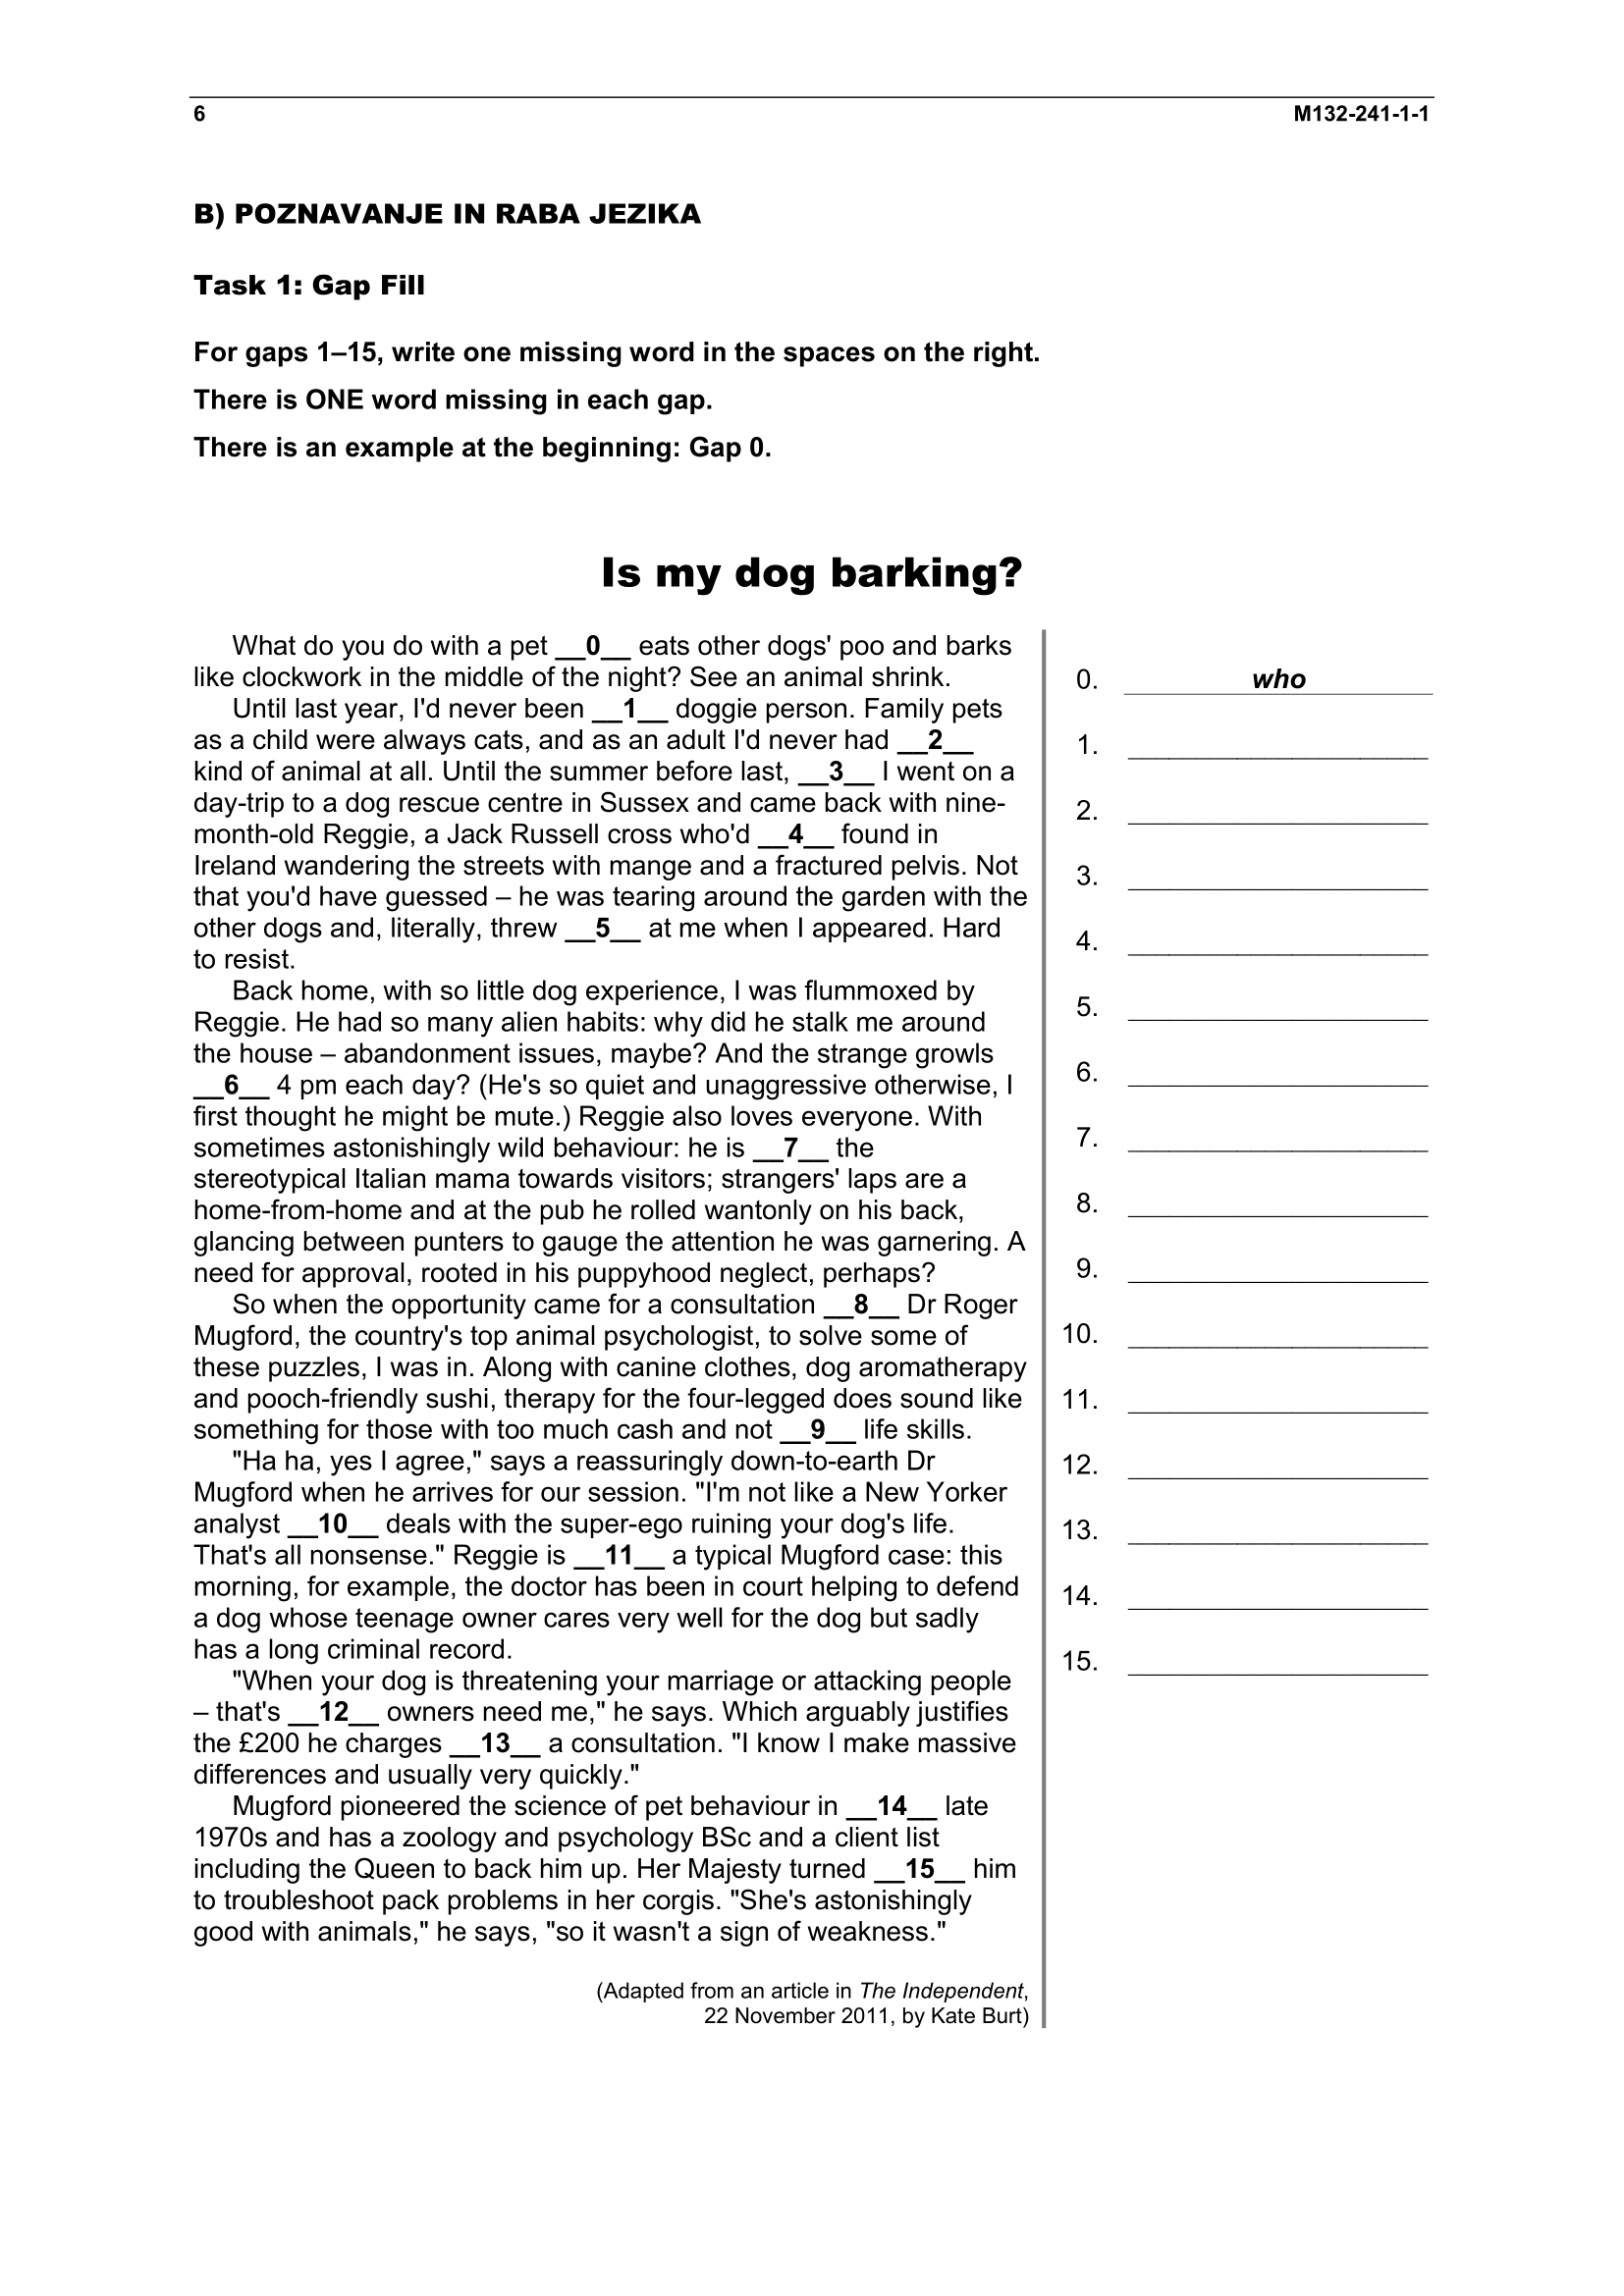 6 M132-241-1-1
B) POZNAVANJE IN RABA JEZIKA
Task 1: Gap Fill
For gaps 1–15, write one missing word in the spaces on the right.
There is ONE word missing in each gap.
There is an example at the beginning: Gap 0.
Is my dog barking?
What do you do with a pet __0__ eats other dogs' poo and barks
like clockwork in the middle of the night? See an animal shrink.
Until last year, I'd never been __1__ doggie person. Family pets
as a child were always cats, and as an adult I'd never had __2__
kind of animal at all. Until the summer before last, __3__ I went on a
day-trip to a dog rescue centre in Sussex and came back with nine-
month-old Reggie, a Jack Russell cross who'd __4__ found in
Ireland wandering the streets with mange and a fractured pelvis. Not
that you'd have guessed – he was tearing around the garden with the
other dogs and, literally, threw __5__ at me when I appeared. Hard
to resist.
Back home, with so little dog experience, I was flummoxed by
Reggie. He had so many alien habits: why did he stalk me around
the house – abandonment issues, maybe? And the strange growls
__6__ 4 pm each day? (He's so quiet and unaggressive otherwise, I
first thought he might be mute.) Reggie also loves everyone. With
sometimes astonishingly wild behaviour: he is __7__ the
stereotypical Italian mama towards visitors; strangers' laps are a
home-from-home and at the pub he rolled wantonly on his back,
glancing between punters to gauge the attention he was garnering. A
need for approval, rooted in his puppyhood neglect, perhaps?
So when the opportunity came for a consultation __8__ Dr Roger
Mugford, the country's top animal psychologist, to solve some of
these puzzles, I was in. Along with canine clothes, dog aromatherapy
and pooch-friendly sushi, therapy for the four-legged does sound like
something for those with too much cash and not __9__ life skills.
"Ha ha, yes I agree," says a reassuringly down-to-earth Dr
Mugford when he arrives for our session. "I'm not like a New Yorker
analyst __10__ deals with the super-ego ruining your dog's life.
That's all nonsense." Reggie is __11__ a typical Mugford case: this
morning, for example, the doctor has been in court helping to defend
a dog whose teenage owner cares very well for the dog but sadly
has a long criminal record.
"When your dog is threatening your marriage or attacking people
– that's __12__ owners need me," he says. Which arguably justifies
the £200 he charges __13__ a consultation. "I know I make massive
differences and usually very quickly."
Mugford pioneered the science of pet behaviour in __14__ late
1970s and has a zoology and psychology BSc and a client list
including the Queen to back him up. Her Majesty turned __15__ him
to troubleshoot pack problems in her corgis. "She's astonishingly
good with animals," he says, "so it wasn't a sign of weakness."
(Adapted from an article in The Independent,
22 November 2011, by Kate Burt)
0. who
1.
2.
3.
4.
5.
6.
7.
8.
9.
10.
11.
12.
13.
14.
15.